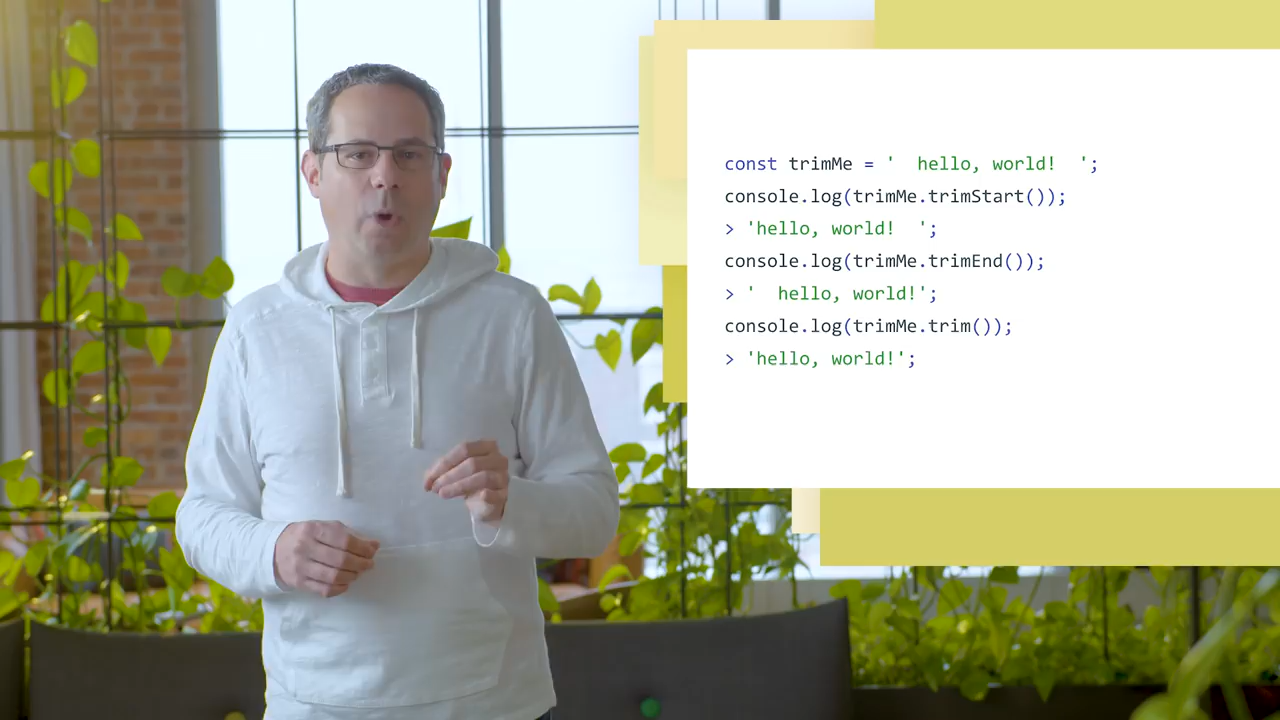 const trimMe = '  hello, world!  ';
console.log(trimMe.trimStart());
> 'hello, world!  ';
console.log(trimMe.trimEnd());
> '  hello, world!';
console.log(trimMe.trim());
> 'hello, world!';